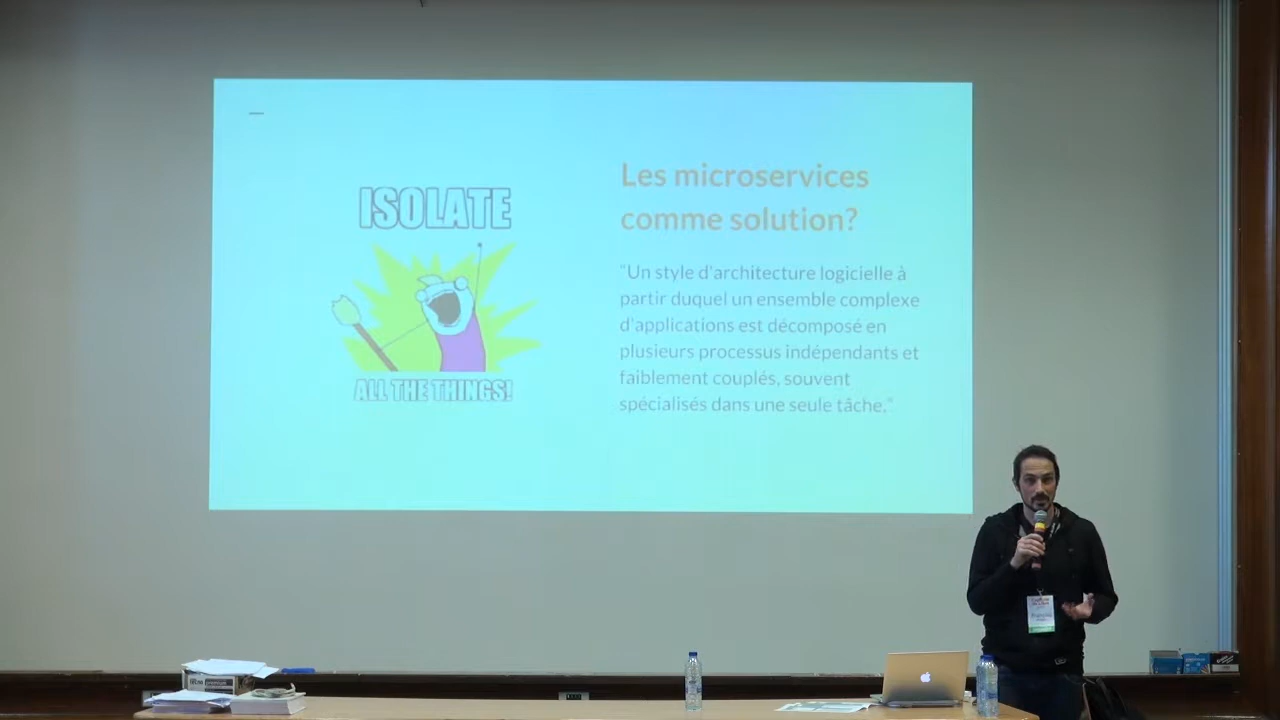 ISOLATE
ALL THE THINGS!
Les microservices
comme solution?
"Un style d'architecture logicielle à
partir duquel un ensemble complexe
d'applications est décomposé en
plusieurs processus indépendants et
faiblement couplés, souvent
spécialisés dans une seule tâche."